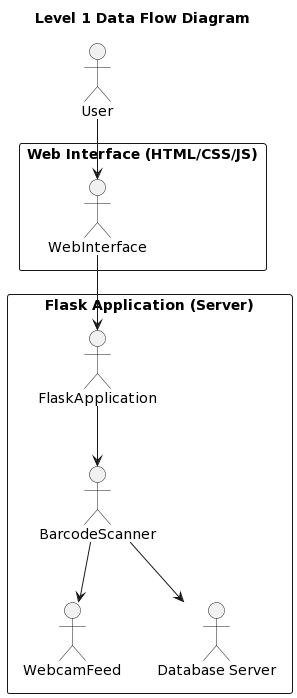 Level 1 Data Flow Diagram
User
Web Interface (HTML/CSS/JS)
WebInterface
Flask Application (Server)
FlaskApplication
BarcodeScanner
WebcamFeed
Database Server